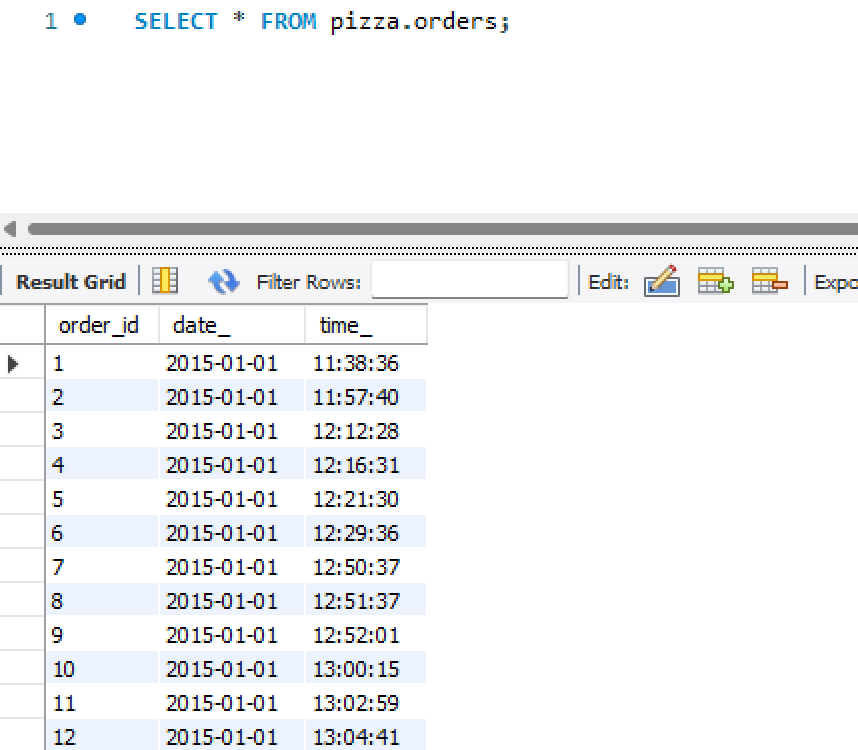 1 SELECT * FROM pizza.orders;
Result Grid Filter Rows: Edit: Expo
order_id date_ time_
1 2015-01-01 11:38:36
2 2015-01-01 11:57:40
3 2015-01-01 12:12:28
4 2015-01-01 12:16:31
5 2015-01-01 12:21:30
6 2015-01-01 12:29:36
7 2015-01-01 12:50:37
8 2015-01-01 12:51:37
9 2015-01-01 12:52:01
10 2015-01-01 13:00:15
11 2015-01-01 13:02:59
12 2015-01-01 13:04:41